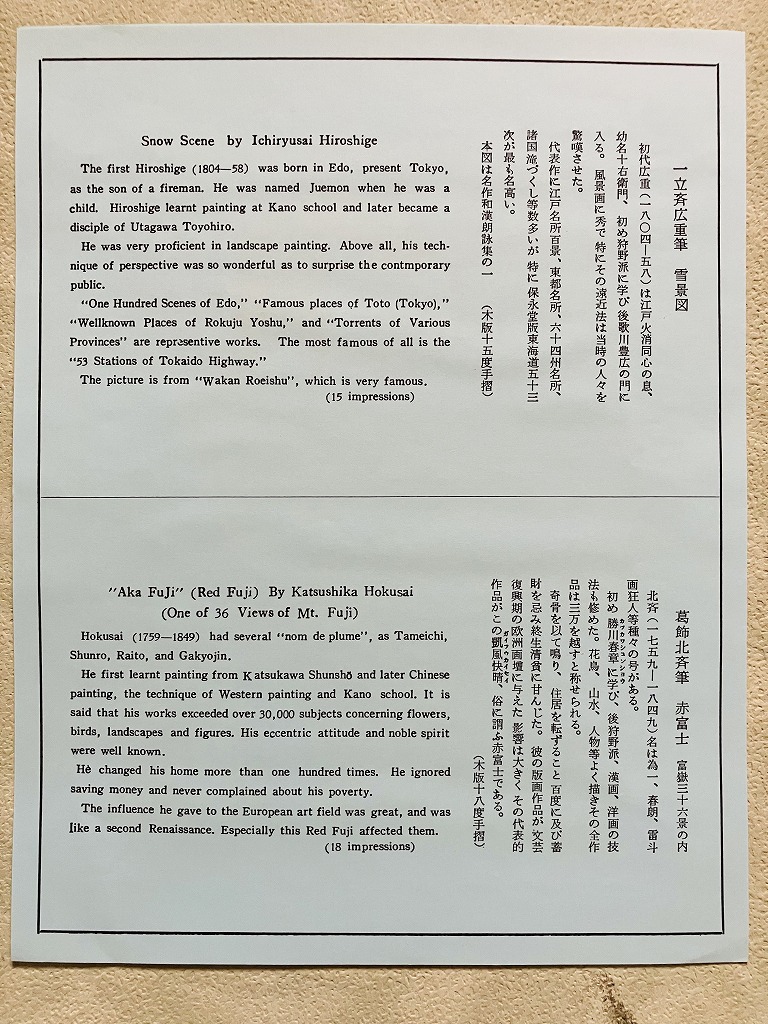 Snow Scene by Ichiryusai Hiroshige
The first Hiroshige (1804—58) was born in Edo, present Tokyo,
as the son of a fireman. He was named Juemon when he was a
child. Hiroshige learnt painting at Kano school and later became a
disciple of Utagawa Toyohiro.
He was very proficient in landscape painting. Above all, his tech-
nique of perspective was so wonderful as to surprise the contmporary
public.
“One Hundred Scenes of Edo,” “Famous places of Toto (Tokyo),”
“Wellknown Places of Rokuju Yoshu,” and “Torrents of Various
Provinces” are representive works. The most famous of all is the
“53 Stations of Tokaido Highway.”
The picture is from “Wakan Roeishu”, which is very famous.
(15 impressions)
一立斉広重筆 雪景図
初代広重(一八〇四—五八)は江戸火消同心の息、
幼名十右衛門、初め狩野派に学び後歌川豊広の門に
入る。風景画に秀で特にその遠近法は当時の人々を
驚嘆させた。
代表作に江戸名所百景、東都名所、六十四州名所、
諸国滝づくし等数多いが特に保永堂版東海道五十三
次が最も名高い。
本図は名作和漢朗詠集の一 (木版十五度手摺)
“Aka FuJi” (Red Fuji) By Katsushika Hokusai
(One of 36 Views of Mt. Fuji)
Hokusai (1759—1849) had several “nom de plume”, as Tameichi,
Shunro, Raito, and Gakyojin.
He first learnt painting from Katsukawa Shunshō and later Chinese
painting, the technique of Western painting and Kano school. It is
said that his works exceeded over 30,000 subjects concerning flowers,
birds, landscapes and figures. His eccentric attitude and noble spirit
were well known.
He changed his home more than one hundred times. He ignored
saving money and never complained about his poverty.
The influence he gave to the European art field was great, and was
like a second Renaissance. Especially this Red Fuji affected them.
(18 impressions)
葛飾北斉筆 赤富士 富嶽三十六景の内
北斉(一七五九—一八四九)名は為一、春朗、雷斗
画狂人等種々の号がある。
初め勝川春章に学び、後狩野派、漢画、洋画の技
法も修めた。花鳥、山水、人物等よく描きその全作
品は三万を越すと称せられる。
奇骨を以て鳴り、住居を転ずること百度に及び蓄
財を忌み終生清貧に甘んじた。彼の版画作品が文芸
復興期の欧洲画壇に与えた影響は大きくその代表的
作品がこの凱風快晴、俗に謂ふ赤富士である。
(木版十八度手摺)